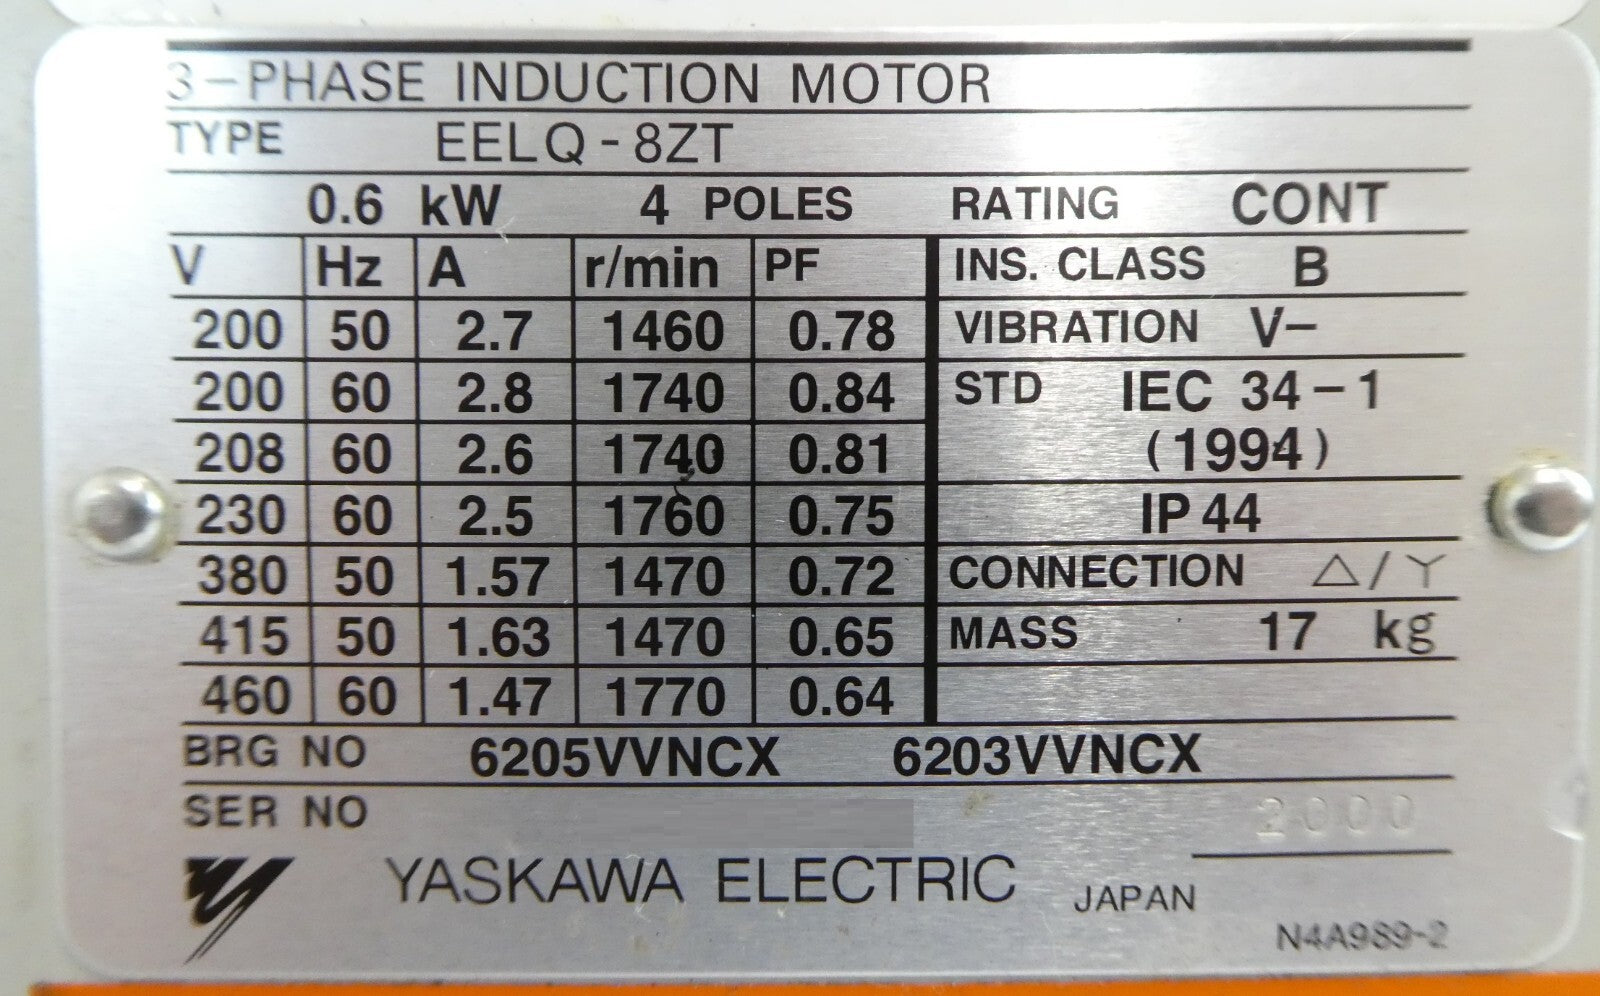 3-PHASE INDUCTION MOTOR
TYPE EELQ-8ZT
0.6 kW 4 POLES RATING CONT
V Hz A r/min PF INS. CLASS B
200 50 2.7 1460 0.78 VIBRATION V-
200 60 2.8 1740 0.84 STD IEC 34-1
208 60 2.6 1740 0.81 (1994)
230 60 2.5 1760 0.75 IP44
380 50 1.57 1470 0.72 CONNECTION △/Y
415 50 1.63 1470 0.65 MASS 17 kg
460 60 1.47 1770 0.64
BRG NO 6205VVNCX 6203VVNCX
SER NO 2000
YASKAWA ELECTRIC JAPAN
N4A989-2